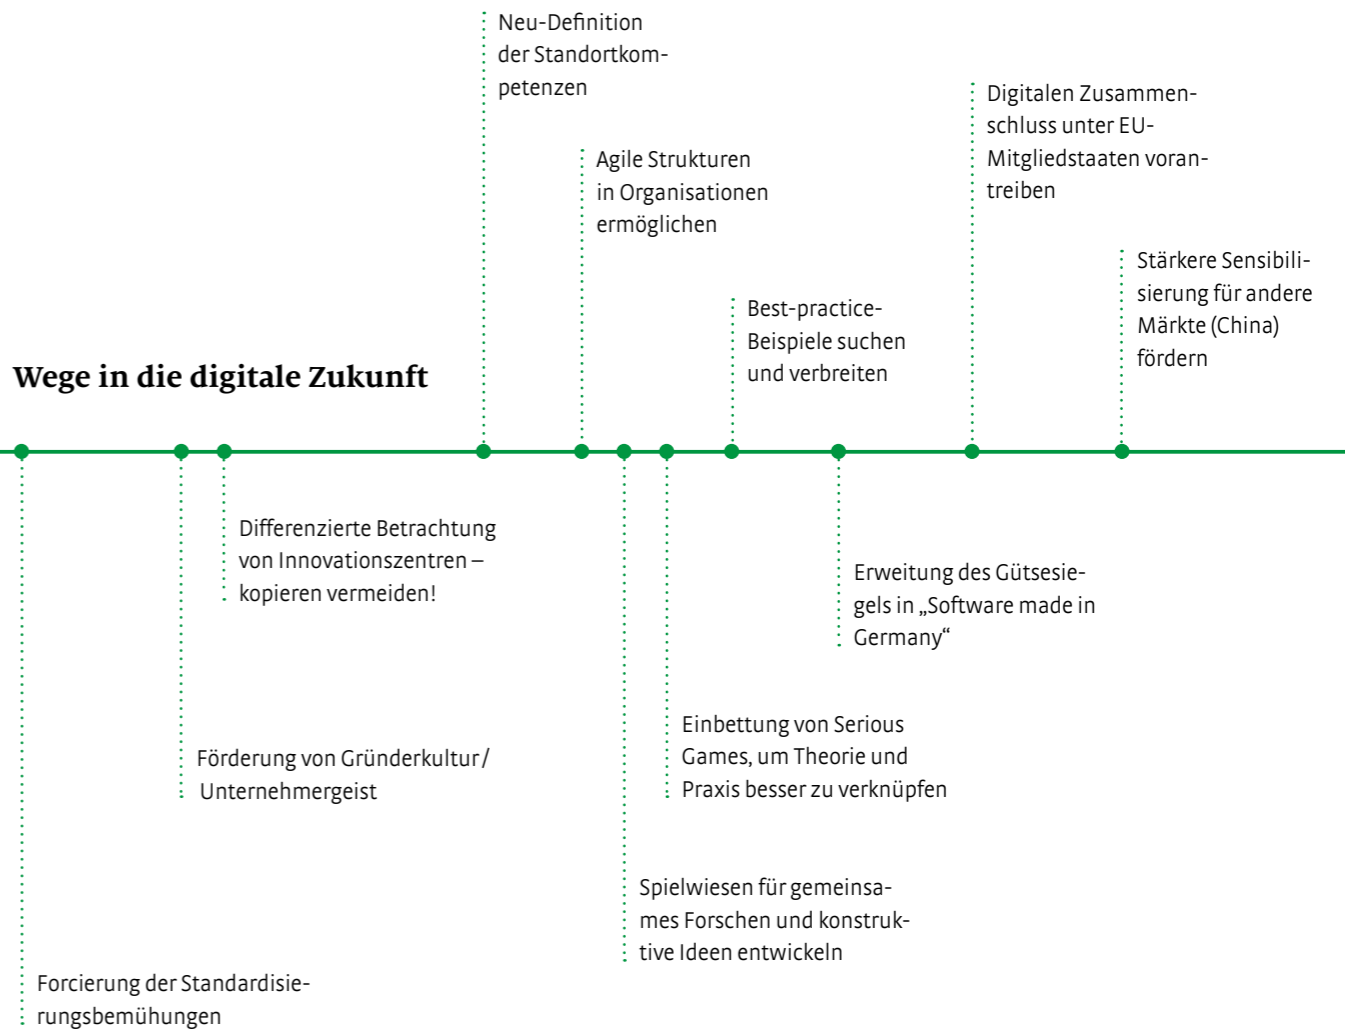 Neu-Definition
der Standortkom-
petenzen
Agile Strukturen
in Organisationen
ermöglichen
Best-practice-
Beispiele suchen
und verbreiten
Digitalen Zusammen-
schluss unter EU-
Mitgliedstaaten voran-
treiben
Stärkere Sensibili-
sierung für andere
Märkte (China)
fördern
Wege in die digitale Zukunft
Differenzierte Betrachtung
von Innovationszentren –
kopieren vermeiden!
Förderung von Gründerkultur/
Unternehmergeist
Forcierung der Standardisie-
rungsbemühungen
Erweitung des Gütsesie-
gels in „Software made in
Germany“
Einbettung von Serious
Games, um Theorie und
Praxis besser zu verknüpfen
Spielwiesen für gemeinsa-
mes Forschen und konstruk-
tive Ideen entwickeln